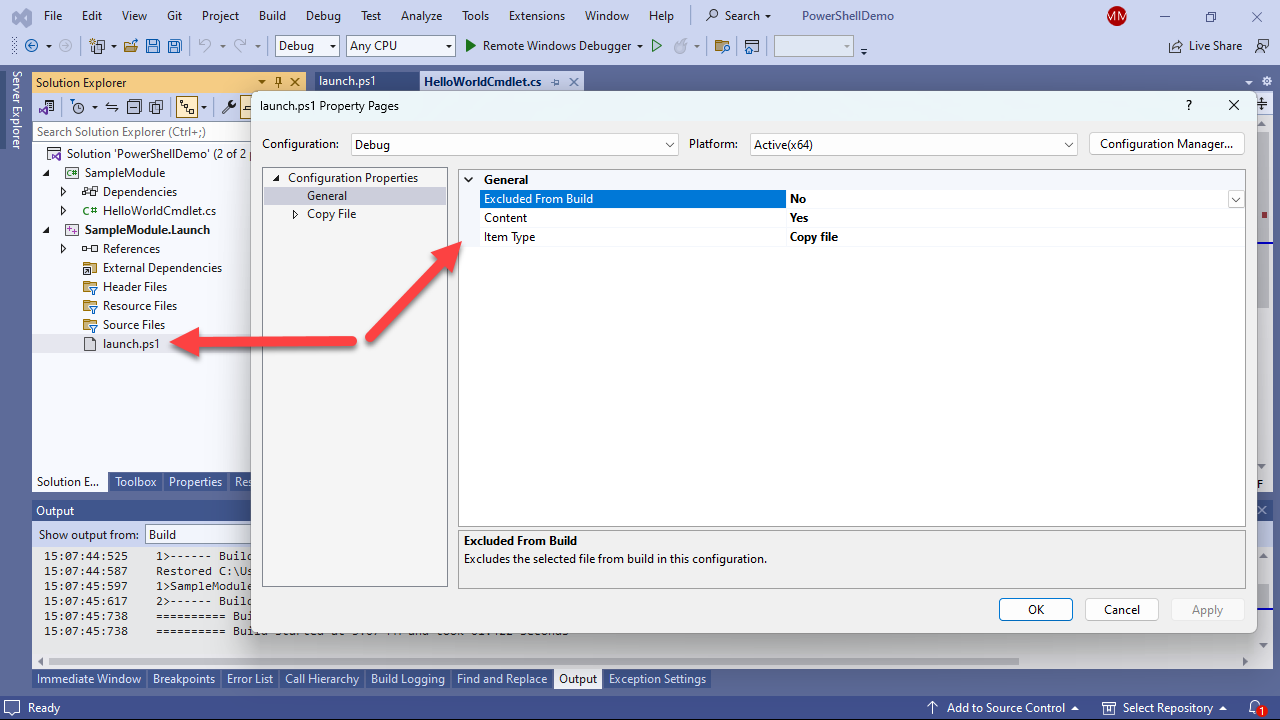 File Edit View Git Project Build Debug Test Analyze Tools Extensions Window Help Search PowerShellDemo MM
Debug Any CPU Remote Windows Debugger Live Share
Server Explorer
Solution Explorer
launch.ps1 HelloWorldCmdlet.cs
Search Solution Explorer (Ctrl+;)
Solution 'PowerShellDemo' (2 of 2
SampleModule
Dependencies
C# HelloWorldCmdlet.cs
SampleModule.Launch
References
External Dependencies
Header Files
Resource Files
Source Files
launch.ps1
Solution E... Toolbox Properties
launch.ps1 Property Pages ?
Configuration: Debug Platform: Active(x64) Configuration Manager...
Configuration Properties
General
Copy File
General
Excluded From Build No
Content Yes
Item Type Copy file
Excluded From Build
Excludes the selected file from build in this configuration.
OK Cancel Apply
Output
Show output from: Build
15:07:44:525 1>------ Buil
15:07:44:587 Restored C:\Us
15:07:45:597 1>SampleModule
15:07:45:617 2>------ Buil
15:07:45:738 ========== Bui
15:07:45:738 ========== Build started at
Immediate Window Breakpoints Error List Call Hierarchy Build Logging Find and Replace Output Exception Settings
Ready Add to Source Control Select Repository 1